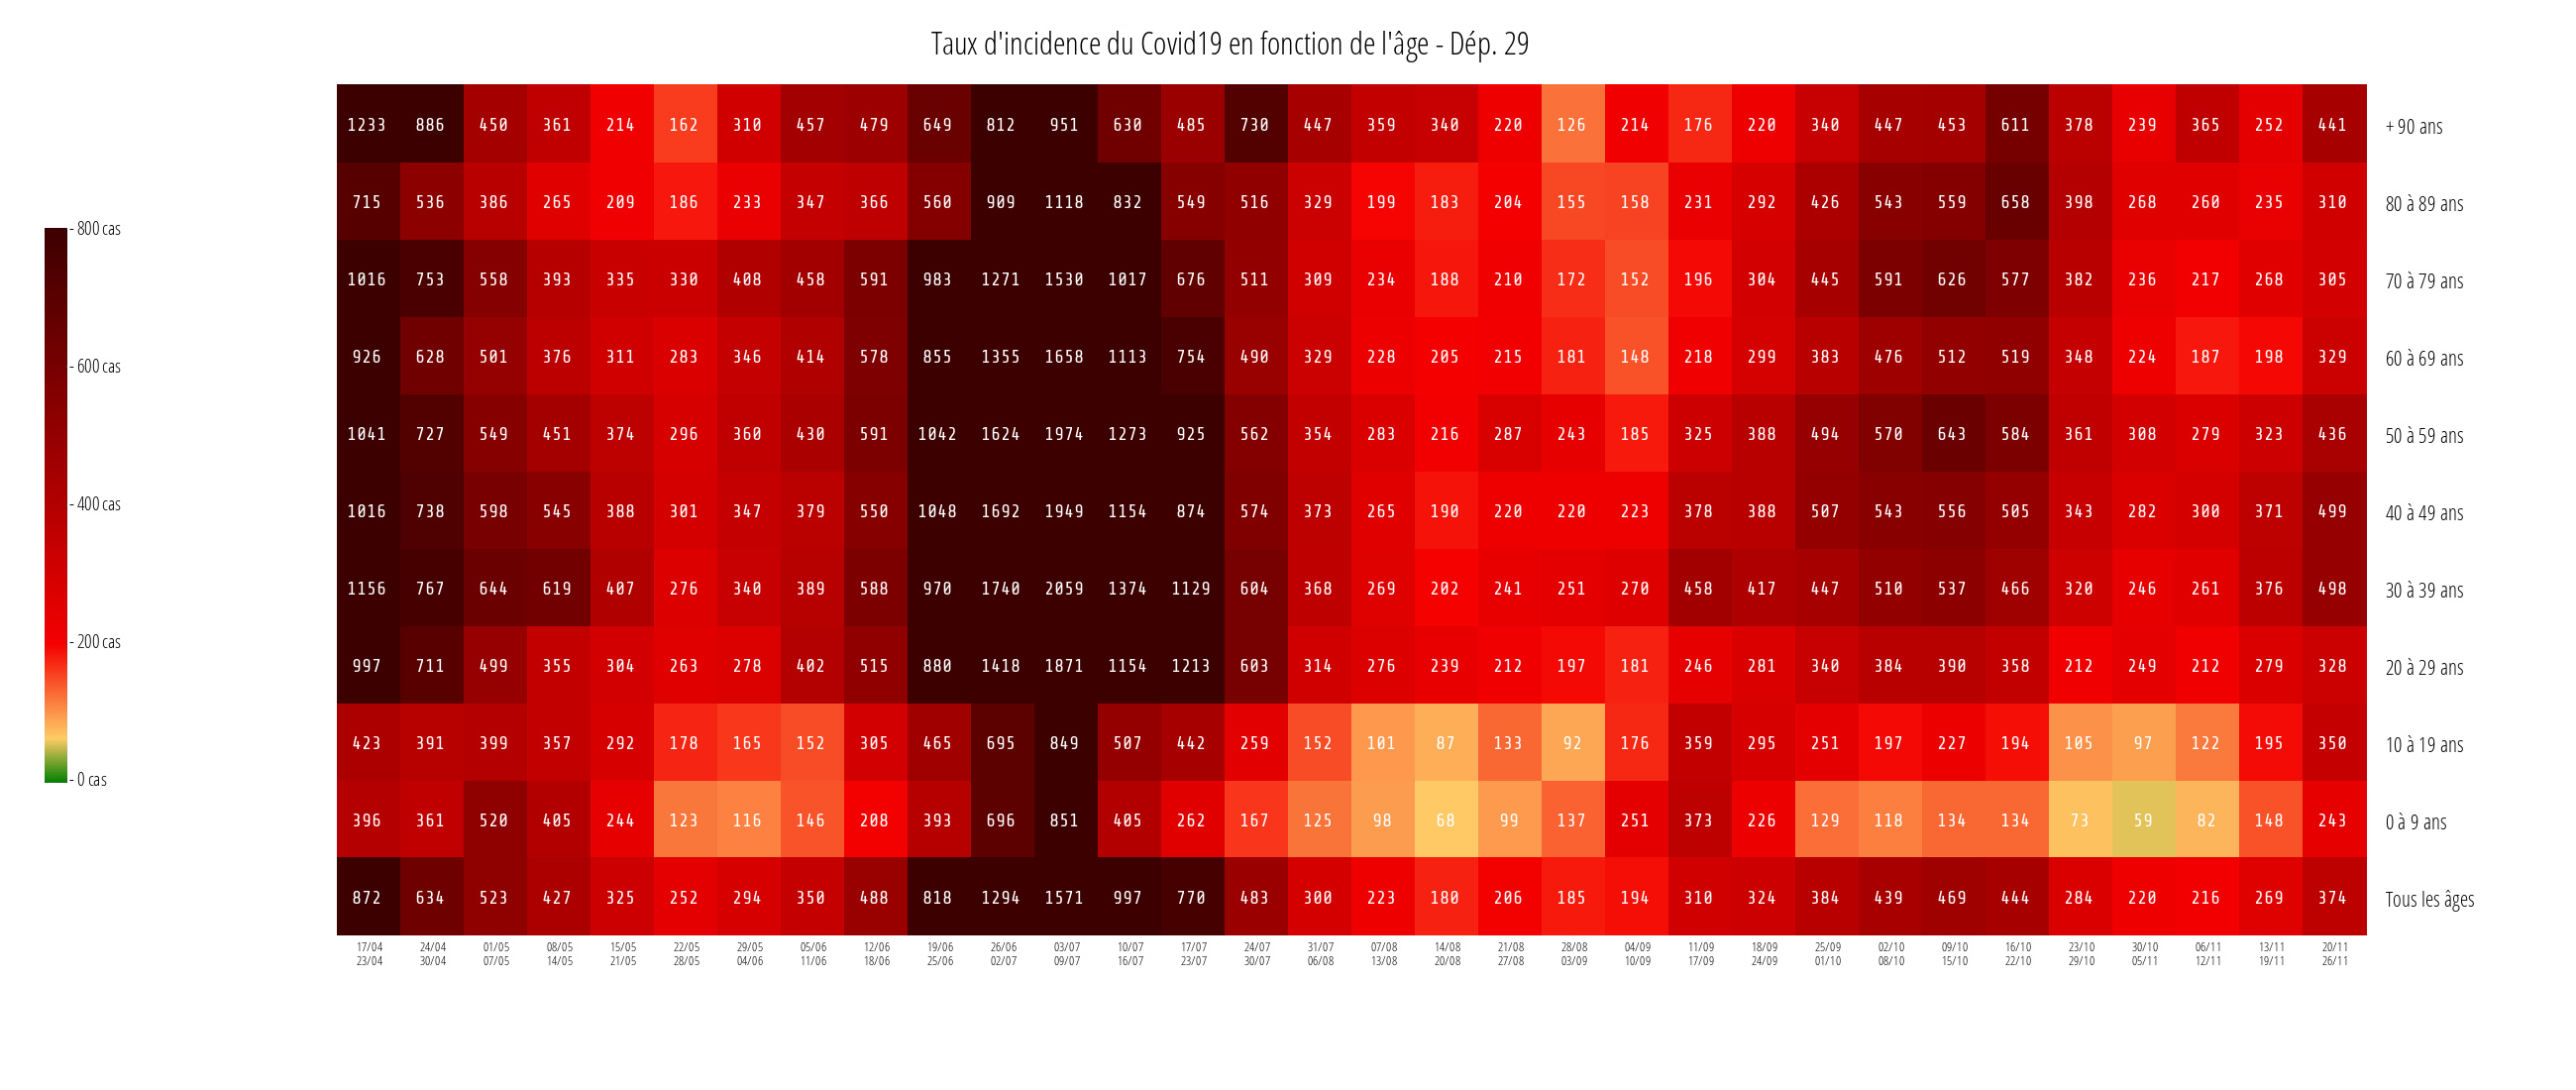 Taux d'incidence du Covid19 en fonction de l'âge - Dép. 29
- 800 cas
- 600 cas
- 400 cas
- 200 cas
- 0 cas
1233 886 450 361 214 162 310 457 479 649 812 951 630 485 730 447 359 340 220 126 214 176 220 340 447 453 611 378 239 365 252 441 + 90 ans
715 536 386 265 209 186 233 347 366 560 909 1118 832 549 516 329 199 183 204 155 158 231 292 426 543 559 658 398 268 260 235 310 80 à 89 ans
1016 753 558 393 335 330 408 458 591 983 1271 1530 1017 676 511 309 234 188 210 172 152 196 304 445 591 626 577 382 236 217 268 305 70 à 79 ans
926 628 501 376 311 283 346 414 578 855 1355 1658 1113 754 490 329 228 205 215 181 148 218 299 383 476 512 519 348 224 187 198 329 60 à 69 ans
1041 727 549 451 374 296 360 430 591 1042 1624 1974 1273 925 562 354 283 216 287 243 185 325 388 494 570 643 584 361 308 279 323 436 50 à 59 ans
1016 738 598 545 388 301 347 379 550 1048 1692 1949 1154 874 574 373 265 190 220 220 223 378 388 507 543 556 505 343 282 300 371 499 40 à 49 ans
1156 767 644 619 407 276 340 389 588 970 1740 2059 1374 1129 604 368 269 202 241 251 270 458 417 447 510 537 466 320 246 261 376 498 30 à 39 ans
997 711 499 355 304 263 278 402 515 880 1418 1871 1154 1213 603 314 276 239 212 197 181 246 281 340 384 390 358 212 249 212 279 328 20 à 29 ans
423 391 399 357 292 178 165 152 305 465 695 849 507 442 259 152 101 87 133 92 176 359 295 251 197 227 194 105 97 122 195 350 10 à 19 ans
396 361 520 405 244 123 116 146 208 393 696 851 405 262 167 125 98 68 99 137 251 373 226 129 118 134 134 73 59 82 148 243 0 à 9 ans
872 634 523 427 325 252 294 350 488 818 1294 1571 997 770 483 300 223 180 206 185 194 310 324 384 439 469 444 284 220 216 269 374 Tous les âges
17/04 24/04 01/05 08/05 15/05 22/05 29/05 05/06 12/06 19/06 26/06 03/07 10/07 17/07 24/07 31/07 07/08 14/08 21/08 28/08 04/09 11/09 18/09 25/09 02/10 09/10 16/10 23/10 30/10 06/11 13/11 20/11
23/04 30/04 07/05 14/05 21/05 28/05 04/06 11/06 18/06 25/06 02/07 09/07 16/07 23/07 30/07 06/08 13/08 20/08 27/08 03/09 10/09 17/09 24/09 01/10 08/10 15/10 22/10 29/10 05/11 12/11 19/11 26/11